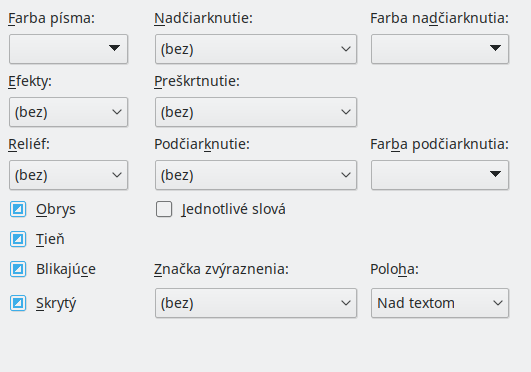 Farba písma: Nadčiarknutie: Farba nadčiarknutia:
(bez)
Efekty: Preškrtnutie:
(bez) (bez)
Reliéf: Podčiarknutie: Farba podčiarknutia:
(bez) (bez)
Obrys Jednotlivé slová
Tieň
Blikajúce Značka zvýraznenia: Poloha:
Skrytý (bez) Nad textom